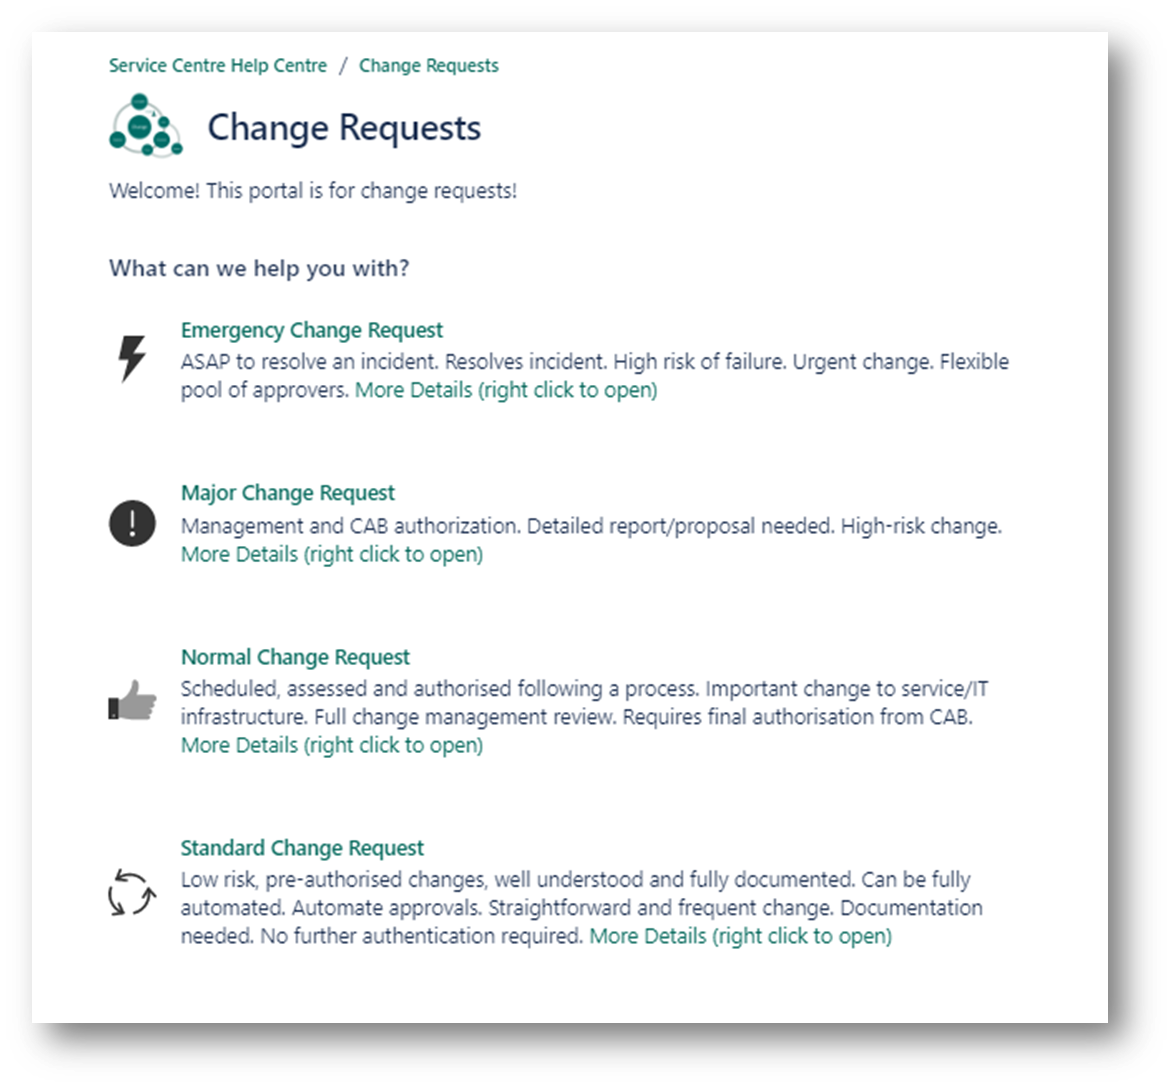 Service Centre Help Centre / Change Requests
Change Requests
Welcome! This portal is for change requests!
What can we help you with?
Emergency Change Request
ASAP to resolve an incident. Resolves incident. High risk of failure. Urgent change. Flexible
pool of approvers. More Details (right click to open)
Major Change Request
Management and CAB authorization. Detailed report/proposal needed. High-risk change.
More Details (right click to open)
Normal Change Request
Scheduled, assessed and authorised following a process. Important change to service/IT
infrastructure. Full change management review. Requires final authorisation from CAB.
More Details (right click to open)
Standard Change Request
Low risk, pre-authorised changes, well understood and fully documented. Can be fully
automated. Automate approvals. Straightforward and frequent change. Documentation
needed. No further authentication required. More Details (right click to open)